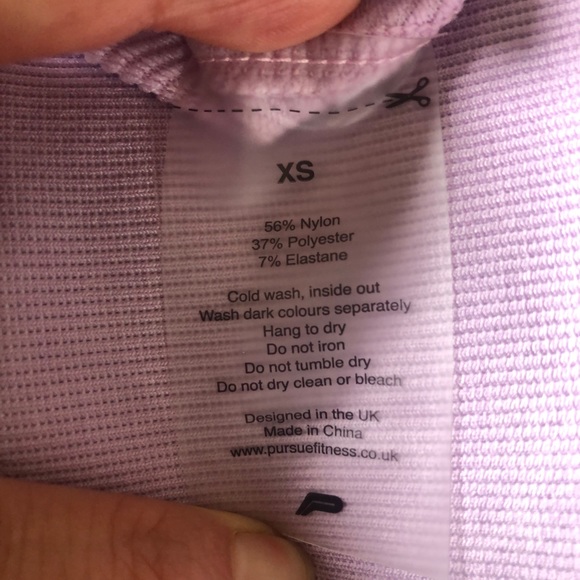 XS
56% Nylon
37% Polyester
7% Elastane
Cold wash, inside out
Wash dark colours separately
Hang to dry
Do not iron
Do not tumble dry
Do not dry clean or bleach
Designed in the UK
Made in China
www.pursuefitness.co.uk